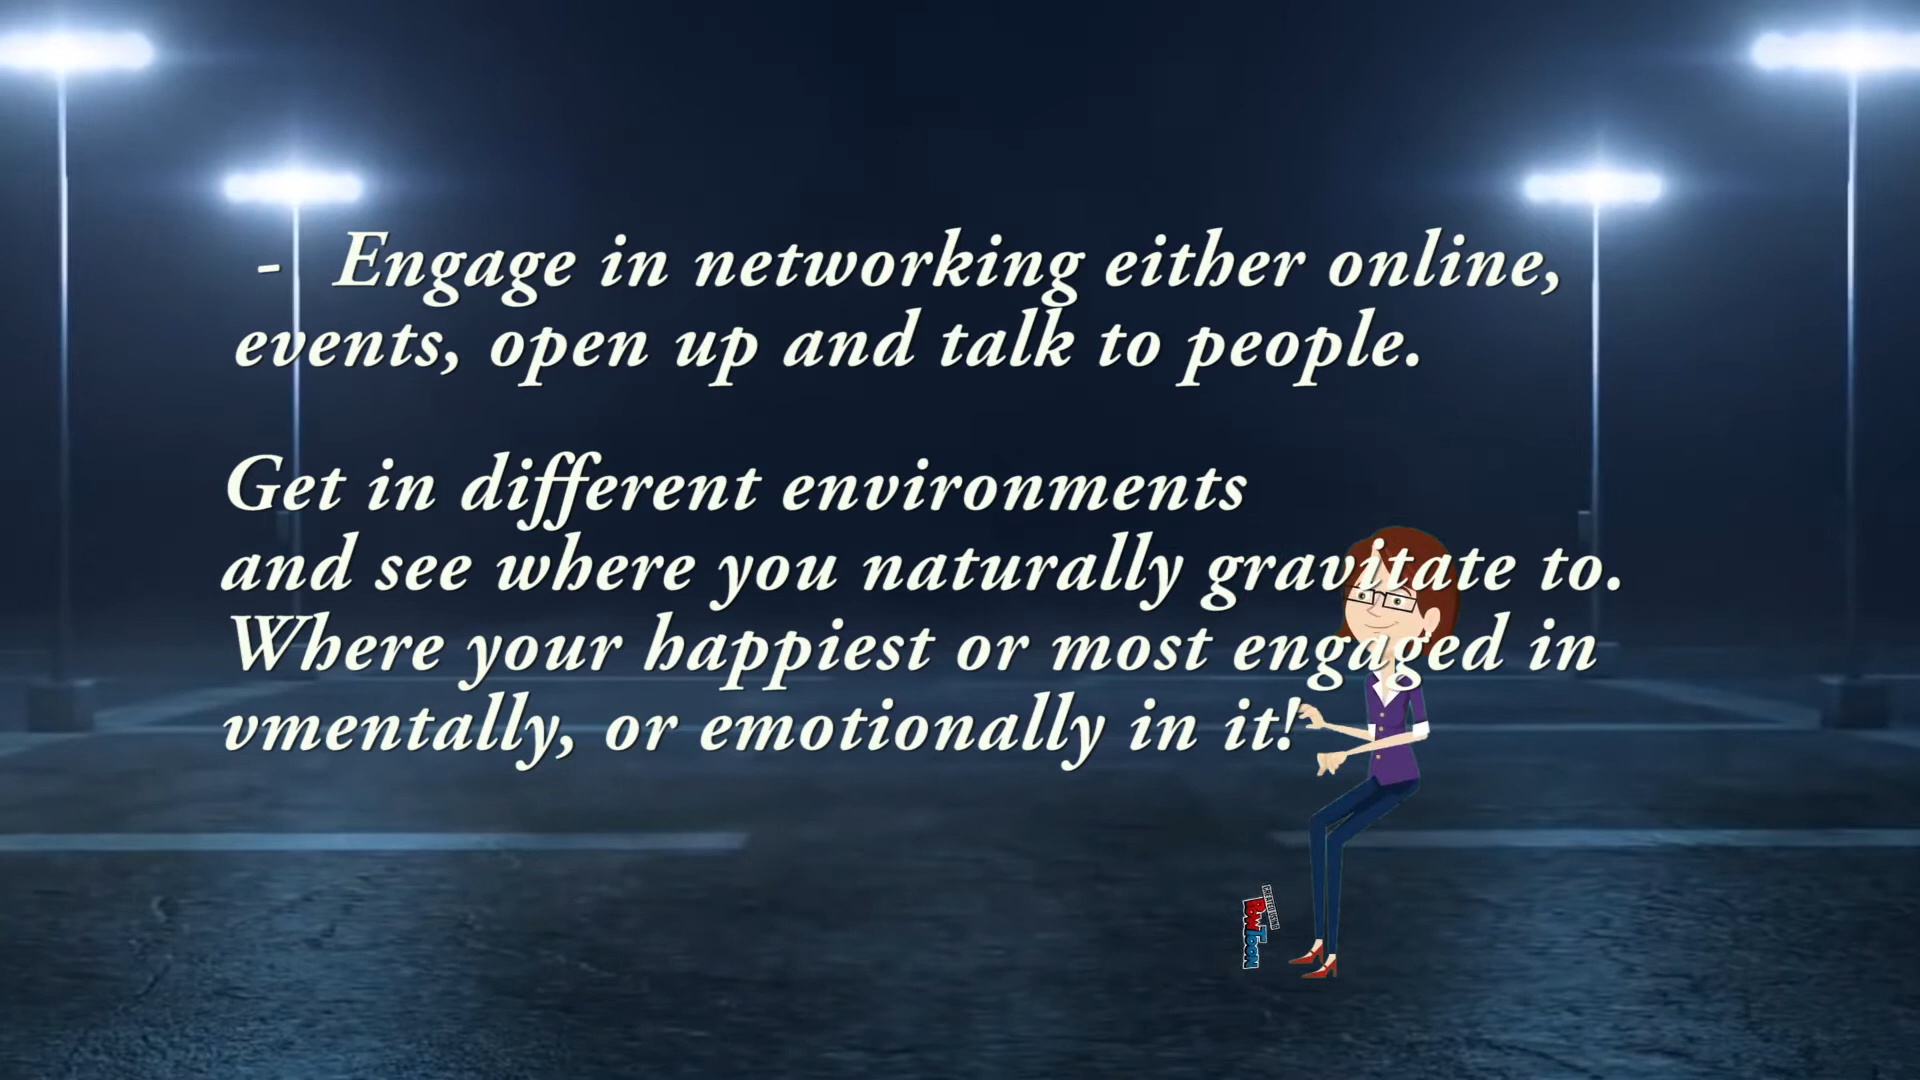 - Engage in networking either online,
events, open up and talk to people.
Get in different environments
and see where you naturally gravitate to.
Where your happiest or most engaged in
vmentally, or emotionally in it!
POWTOON